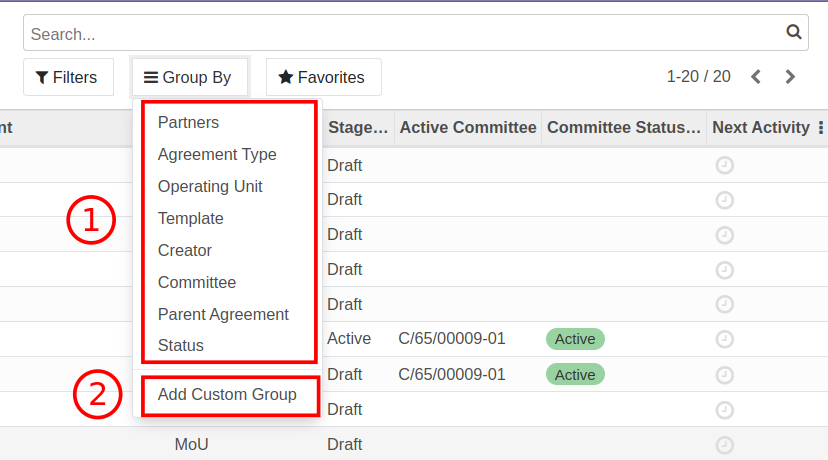 Search...
Filters Group By Favorites 1-20 / 20
nt Stage... Active Committee Committee Status... Next Activity
Partners
Agreement Type
Operating Unit
Template
Creator
Committee
Parent Agreement
Status
Add Custom Group
1
2
Draft
Draft
Draft
Draft
Draft
Active C/65/00009-01 Active
Draft C/65/00009-01 Active
Draft
MoU Draft